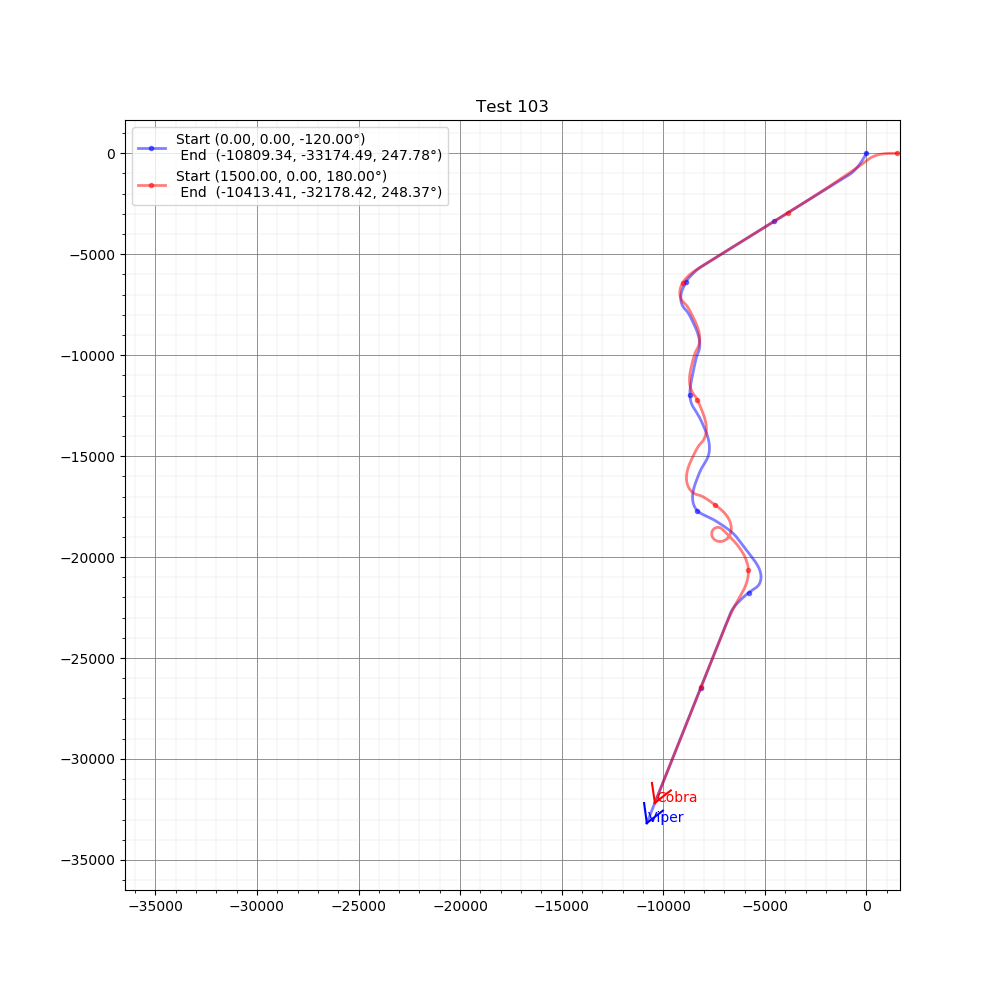 Test 103
Start (0.00, 0.00, -120.00°)
End (-10809.34, -33174.49, 247.78°)
Start (1500.00, 0.00, 180.00°)
End (-10413.41, -32178.42, 248.37°)
0
−5000
−10000
−15000
−20000
−25000
−30000
−35000
Cobra
Viper
−35000 −30000 −25000 −20000 −15000 −10000 −5000 0